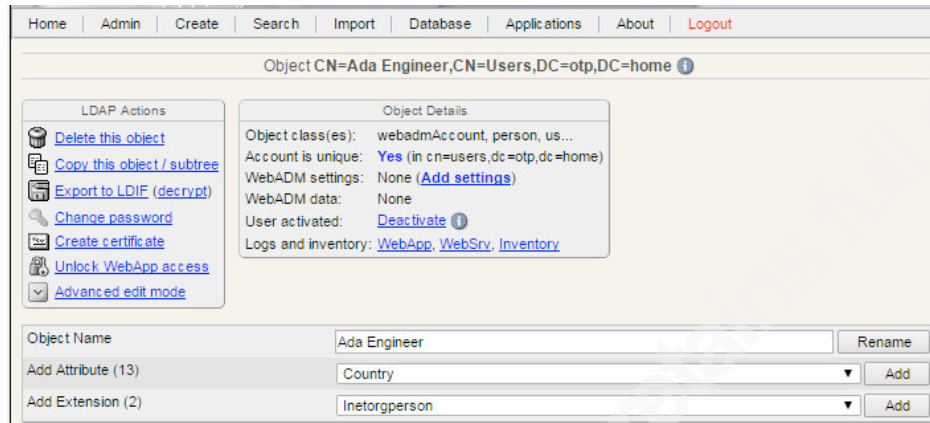 Home Admin Create Search Import Database Applications About Logout
Object CN=Ada Engineer,CN=Users,DC=otp,DC=home
LDAP Actions
Delete this object
Copy this object / subtree
Export to LDIF (decrypt)
Change password
Create certificate
Unlock WebApp access
Advanced edit mode
Object Details
Object class(es): webadmAccount, person, us...
Account is unique: Yes (in cn=users,dc=otp,dc=home)
WebADM settings: None (Add settings)
WebADM data: None
User activated: Deactivate
Logs and inventory: WebApp, WebSrv, Inventory
Object Name Ada Engineer Rename
Add Attribute (13) Country Add
Add Extension (2) Inetorgperson Add